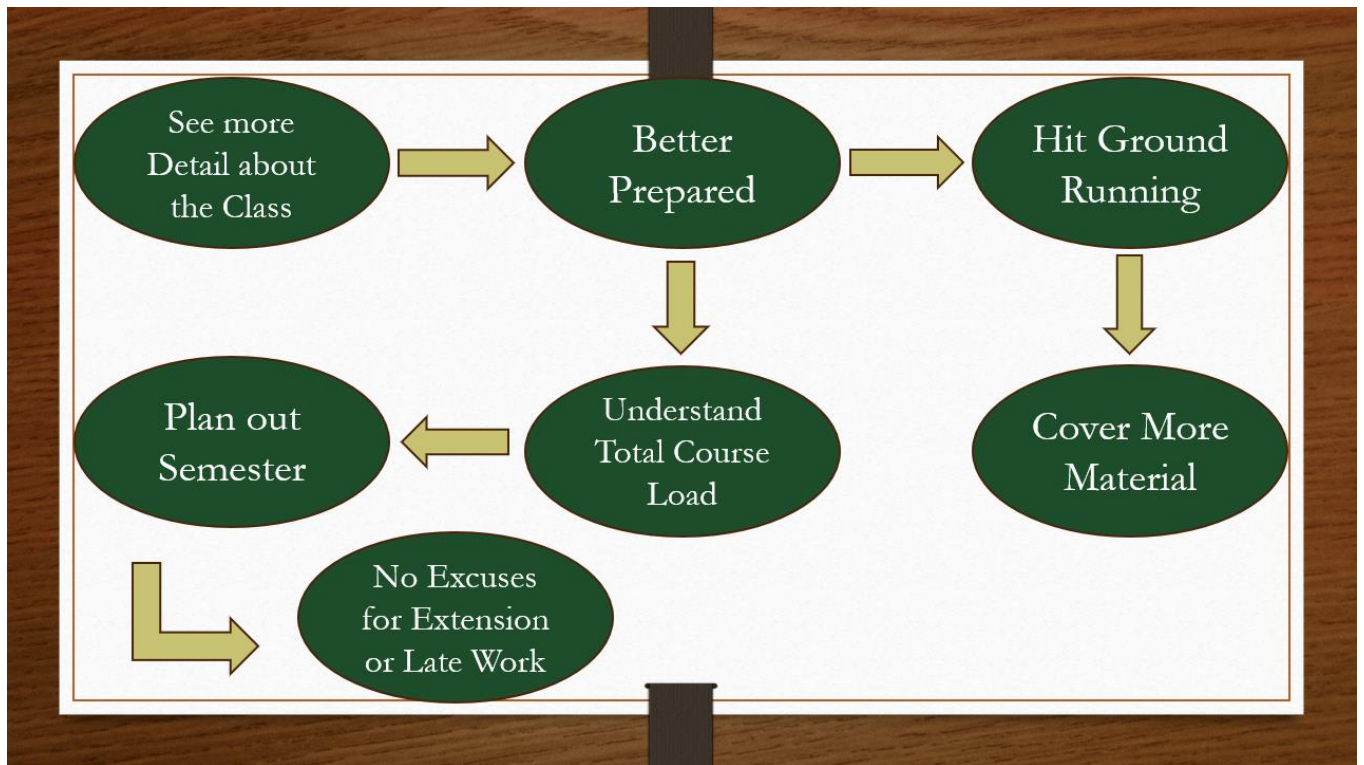 See more
Detail about
the Class
Better
Prepared
Hit Ground
Running
Plan out
Semester
Understand
Total Course
Load
Cover More
Material
No Excuses
for Extension
or Late Work